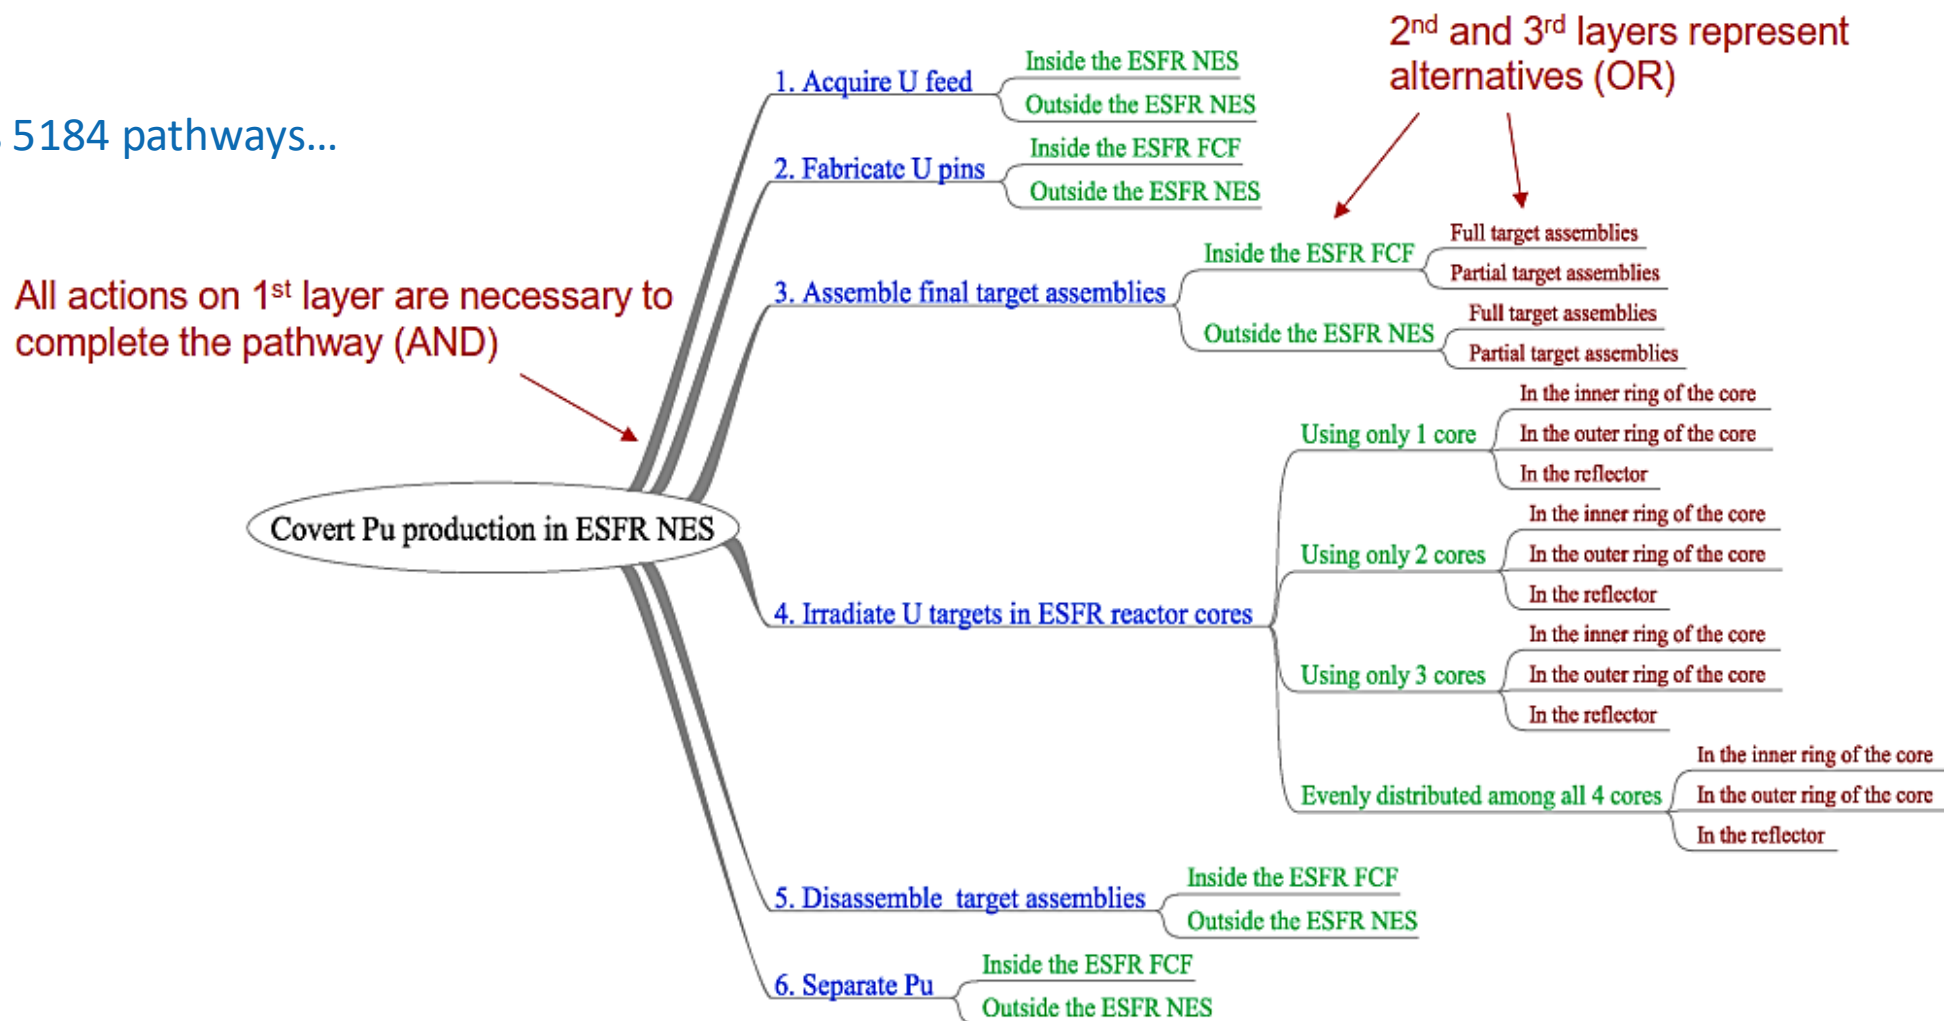 2nd and 3rd layers represent
alternatives (OR)
5184 pathways...
All actions on 1st layer are necessary to
complete the pathway (AND)
Covert Pu production in ESFR NES
1. Acquire U feed
Inside the ESFR NES
Outside the ESFR NES
2. Fabricate U pins
Inside the ESFR FCF
Outside the ESFR NES
3. Assemble final target assemblies
Inside the ESFR FCF
Full target assemblies
Partial target assemblies
Outside the ESFR NES
Full target assemblies
Partial target assemblies
4. Irradiate U targets in ESFR reactor cores
Using only 1 core
In the inner ring of the core
In the outer ring of the core
In the reflector
Using only 2 cores
In the inner ring of the core
In the outer ring of the core
In the reflector
Using only 3 cores
In the inner ring of the core
In the outer ring of the core
In the reflector
Evenly distributed among all 4 cores
In the inner ring of the core
In the outer ring of the core
In the reflector
5. Disassemble target assemblies
Inside the ESFR FCF
Outside the ESFR NES
6. Separate Pu
Inside the ESFR FCF
Outside the ESFR NES